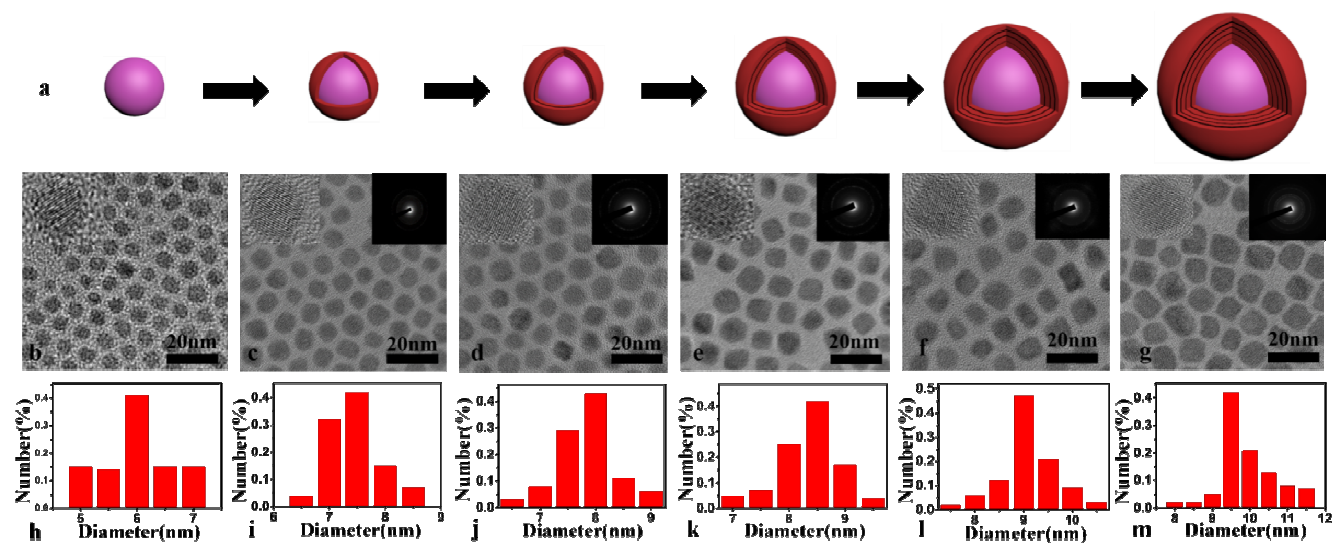 a
b 20nm
c 20nm
d 20nm
e 20nm
f 20nm
g 20nm
Number(%)
0.4
0.3
0.2
0.1
0.0
5 6 7
h Diameter(nm)
Number(%)
0.4
0.3
0.2
0.1
0.0
6 7 8 9
i Diameter(nm)
Number(%)
0.4
0.3
0.2
0.1
0.0
7 8 9
j Diameter(nm)
Number(%)
0.4
0.2
0.0
7 8 9
k Diameter(nm)
Number(%)
0.5
0.4
0.3
0.2
0.1
0.0
8 9 10
l Diameter(nm)
Number(%)
0.4
0.3
0.2
0.1
0.0
8 9 10 11 12
m Diameter(nm)